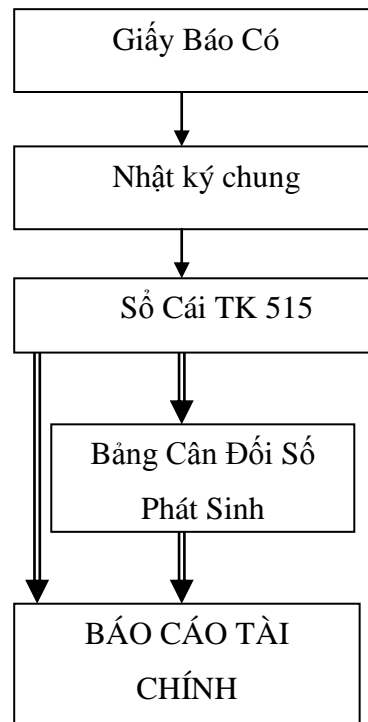 Giấy Báo Có
Nhật ký chung
Sổ Cái TK 515
Bảng Cân Đối Số
Phát Sinh
BÁO CÁO TÀI
CHÍNH